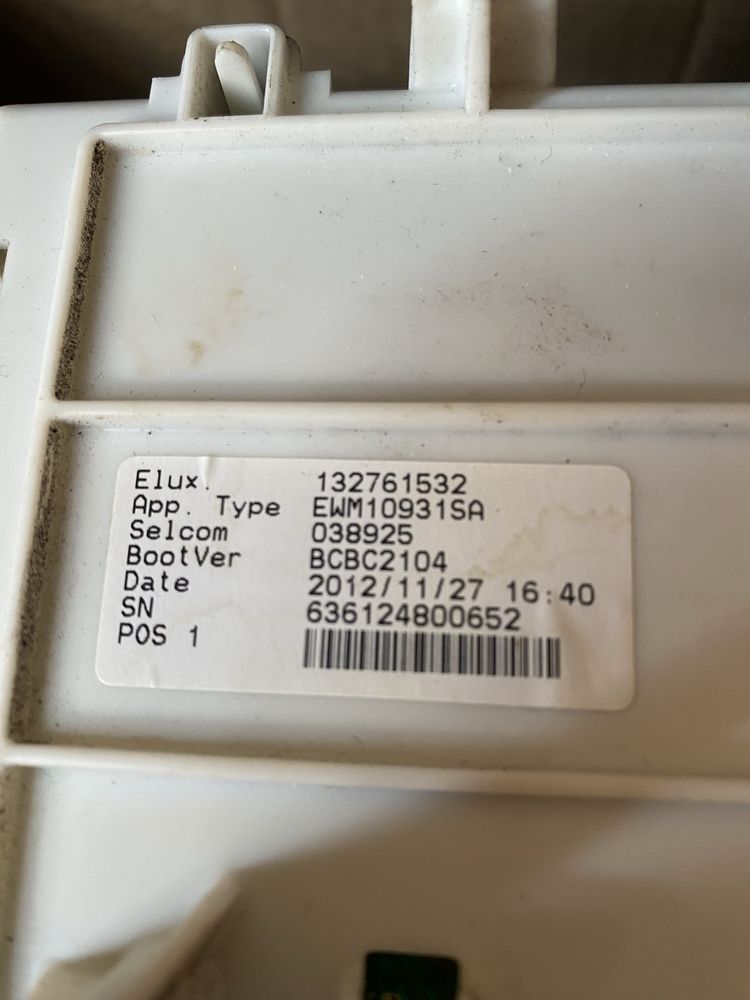 Elux. 132761532
App. Type EWM10931SA
Selcom 038925
BootVer BCBC2104
Date 2012/11/27 16:40
SN 636124800652
POS 1